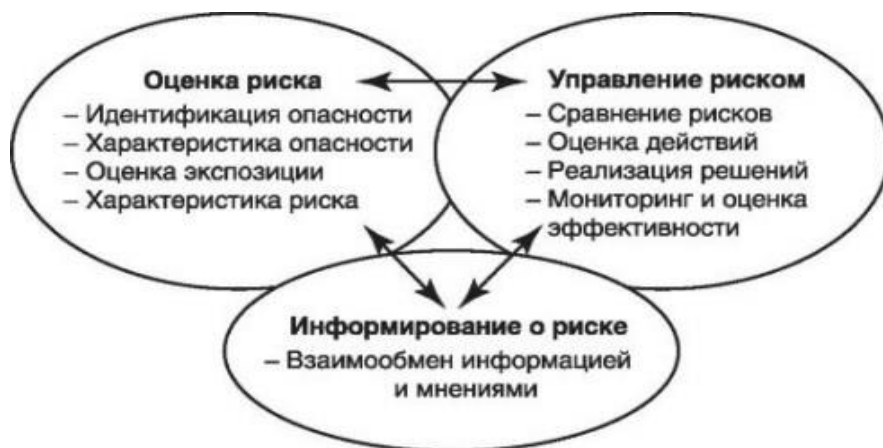 Оценка риска
– Идентификация опасности
– Характеристика опасности
– Оценка экспозиции
– Характеристика риска
Управление риском
– Сравнение рисков
– Оценка действий
– Реализация решений
– Мониторинг и оценка
эффективности
Информирование о риске
– Взаимообмен информацией
и мнениями